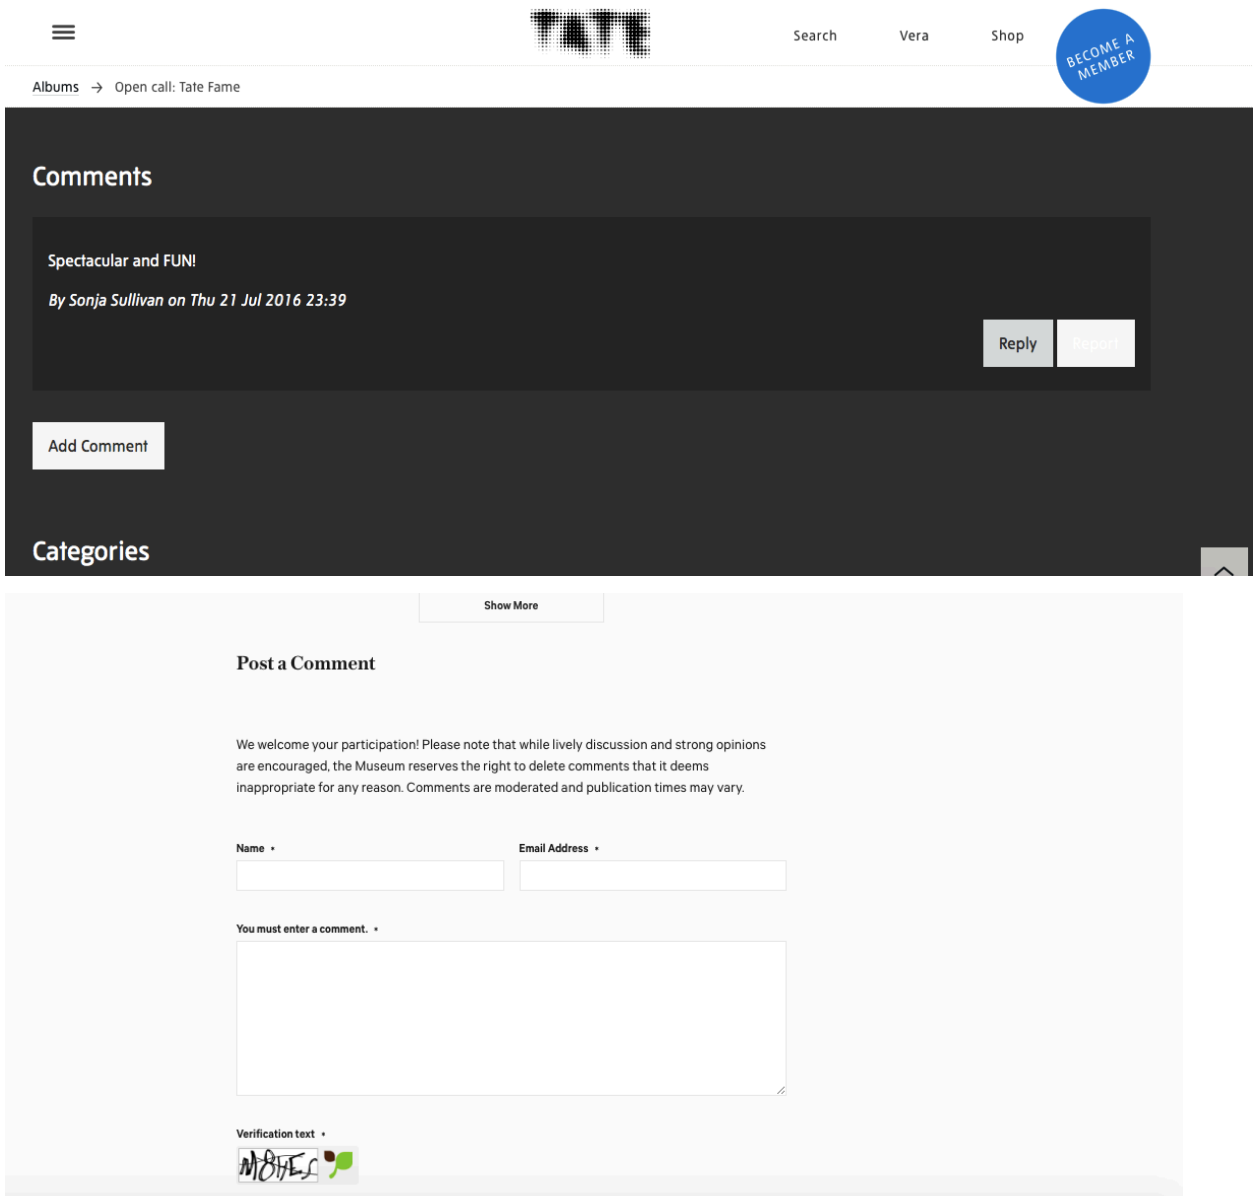 TATE
Search Vera Shop
BECOME A
MEMBER
Albums → Open call: Tate Fame
Comments
Spectacular and FUN!
By Sonja Sullivan on Thu 21 Jul 2016 23:39
Reply Report
Add Comment
Categories
Show More
Post a Comment
We welcome your participation! Please note that while lively discussion and strong opinions
are encouraged, the Museum reserves the right to delete comments that it deems
inappropriate for any reason. Comments are moderated and publication times may vary.
Name • Email Address •
You must enter a comment. •
Verification text •